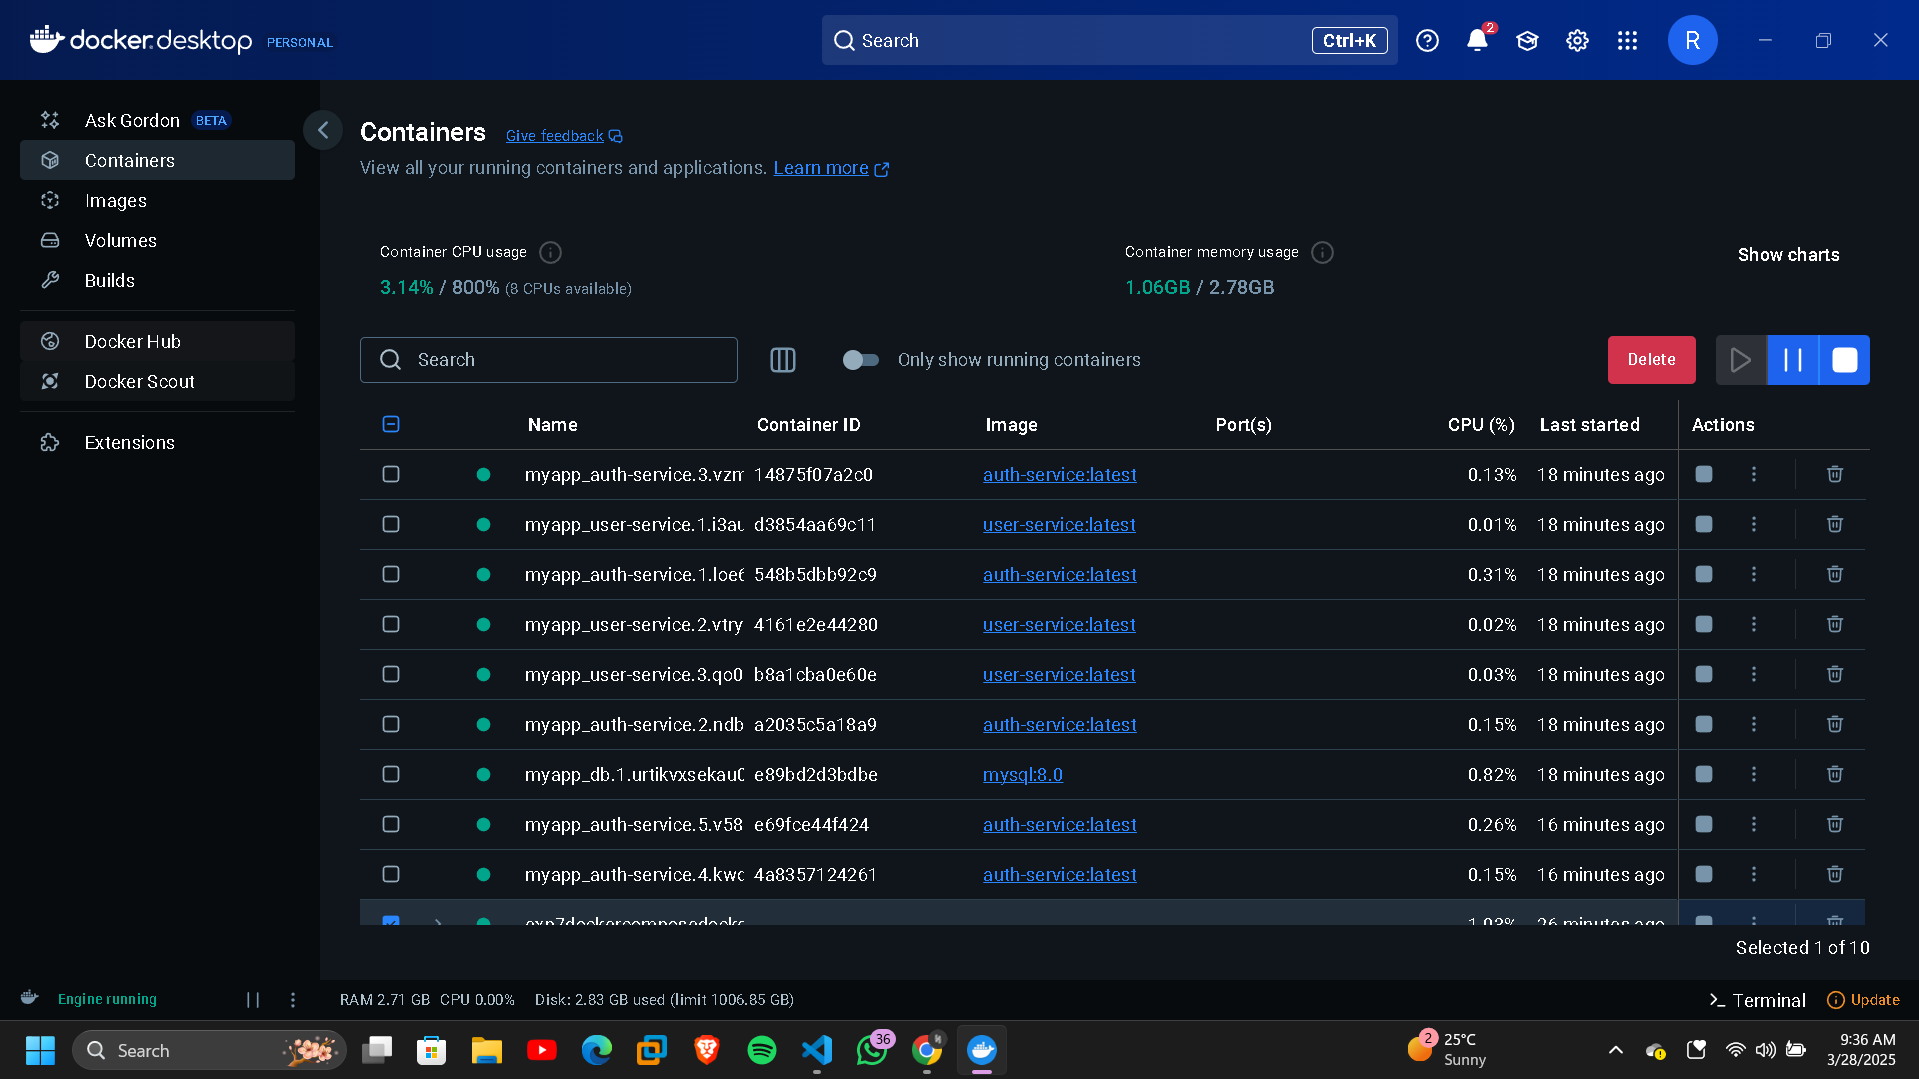 docker.desktop PERSONAL
Search Ctrl+K
2
R
Ask Gordon BETA
Containers
Images
Volumes
Builds
Docker Hub
Docker Scout
Extensions
Containers Give feedback
View all your running containers and applications. Learn more
Container CPU usage
3.14% / 800% (8 CPUs available)
Container memory usage
1.06GB / 2.78GB
Show charts
Search
Only show running containers
Delete
Name Container ID Image Port(s) CPU (%) Last started Actions
myapp_auth-service.3.vzm 14875f07a2c0 auth-service:latest 0.13% 18 minutes ago
myapp_user-service.1.i3au d3854aa69c11 user-service:latest 0.01% 18 minutes ago
myapp_auth-service.1.loe6 548b5dbb92c9 auth-service:latest 0.31% 18 minutes ago
myapp_user-service.2.vtry 4161e2e44280 user-service:latest 0.02% 18 minutes ago
myapp_user-service.3.qo0 b8a1cba0e60e user-service:latest 0.03% 18 minutes ago
myapp_auth-service.2.ndb a2035c5a18a9 auth-service:latest 0.15% 18 minutes ago
myapp_db.1.urtikvxsekau0 e89bd2d3bdbe mysql:8.0 0.82% 18 minutes ago
myapp_auth-service.5.v58 e69fce44f424 auth-service:latest 0.26% 16 minutes ago
myapp_auth-service.4.kwc 4a8357124261 auth-service:latest 0.15% 16 minutes ago
exp7dockercomposedocke 1.03% 26 minutes ago
Selected 1 of 10
Engine running RAM 2.71 GB CPU 0.00% Disk: 2.83 GB used (limit 1006.85 GB) Terminal Update
Search
36
2
25°C
Sunny
9:36 AM
3/28/2025